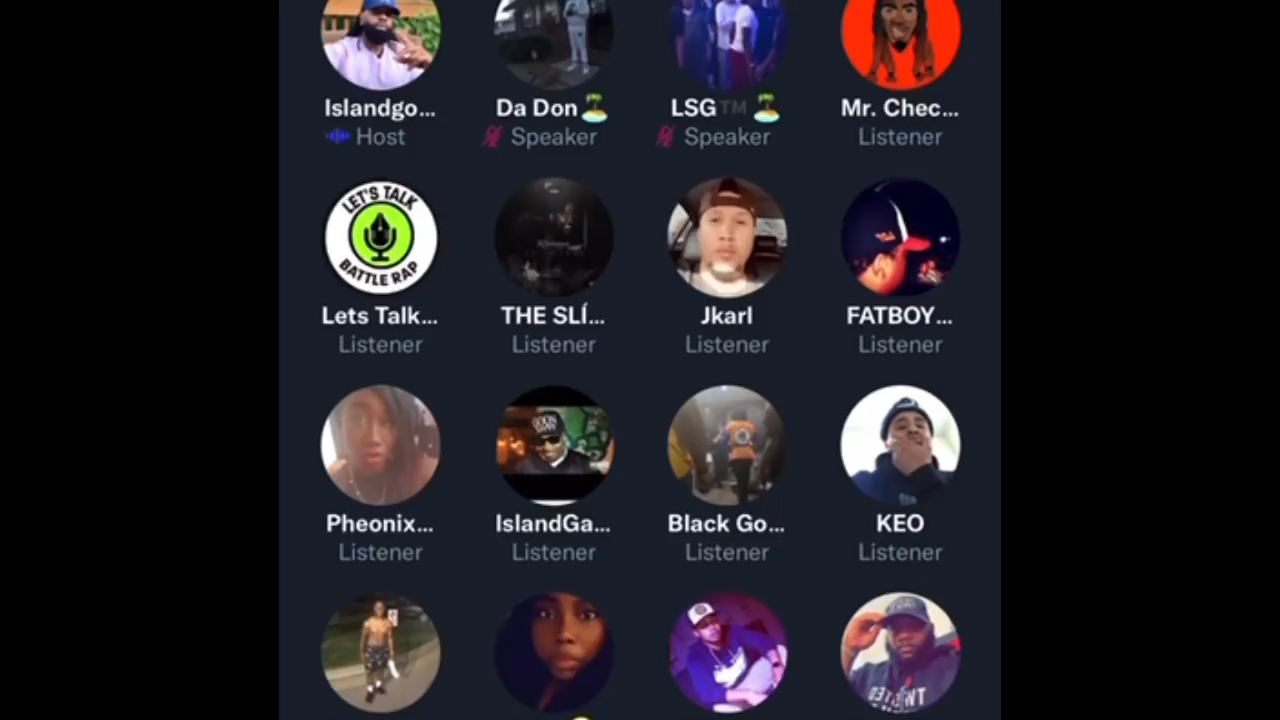 Islandgo... Da Don🏝️ LSG™🏝️ Mr. Chec...
Host Speaker Speaker Listener
LET'S TALK
BATTLE RAP
Lets Talk... THE SLÍ... Jkarl FATBOY...
Listener Listener Listener Listener
Pheonix... IslandGa... Black Go... KEO
Listener Listener Listener Listener